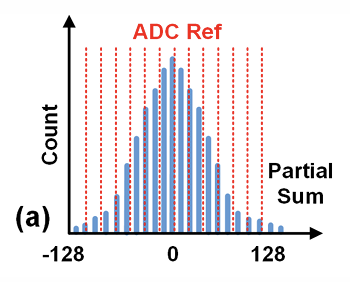 ADC Ref
Count
Partial
Sum
(a)
-128
0
128